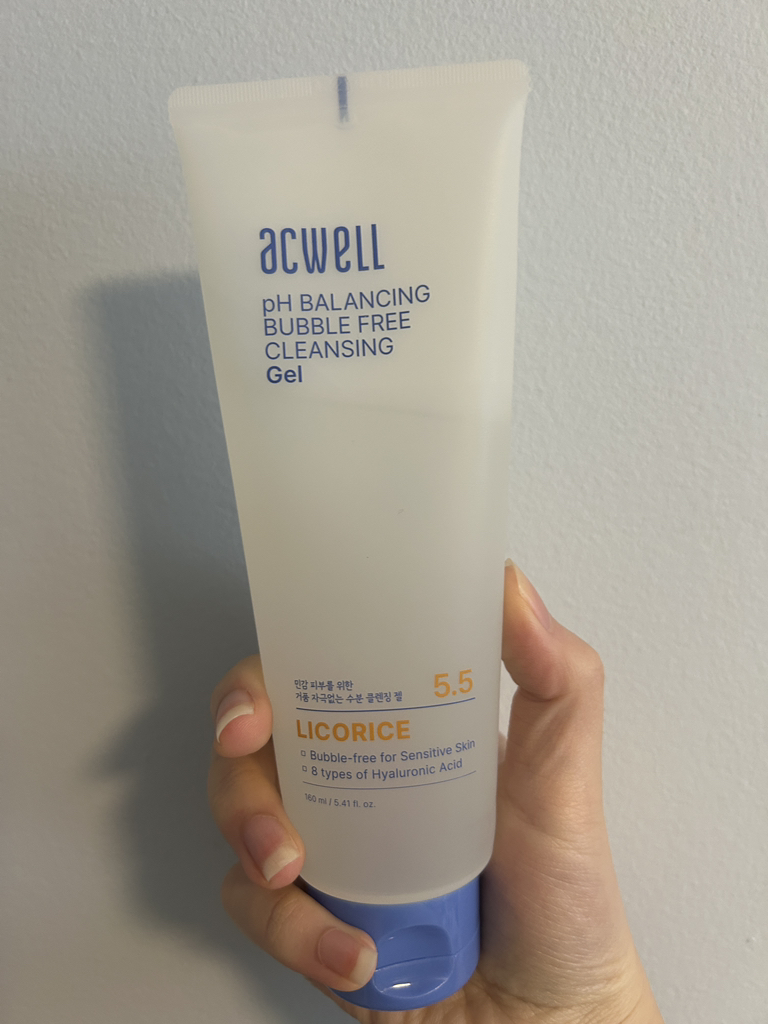 acwell
pH BALANCING
BUBBLE FREE
CLEANSING
Gel
민감 피부를 위한
거품 자극없는 수분 클렌징 젤
5.5
LICORICE
▫ Bubble-free for Sensitive Skin
▫ 8 types of Hyaluronic Acid
160 ml / 5.41 fl. oz.